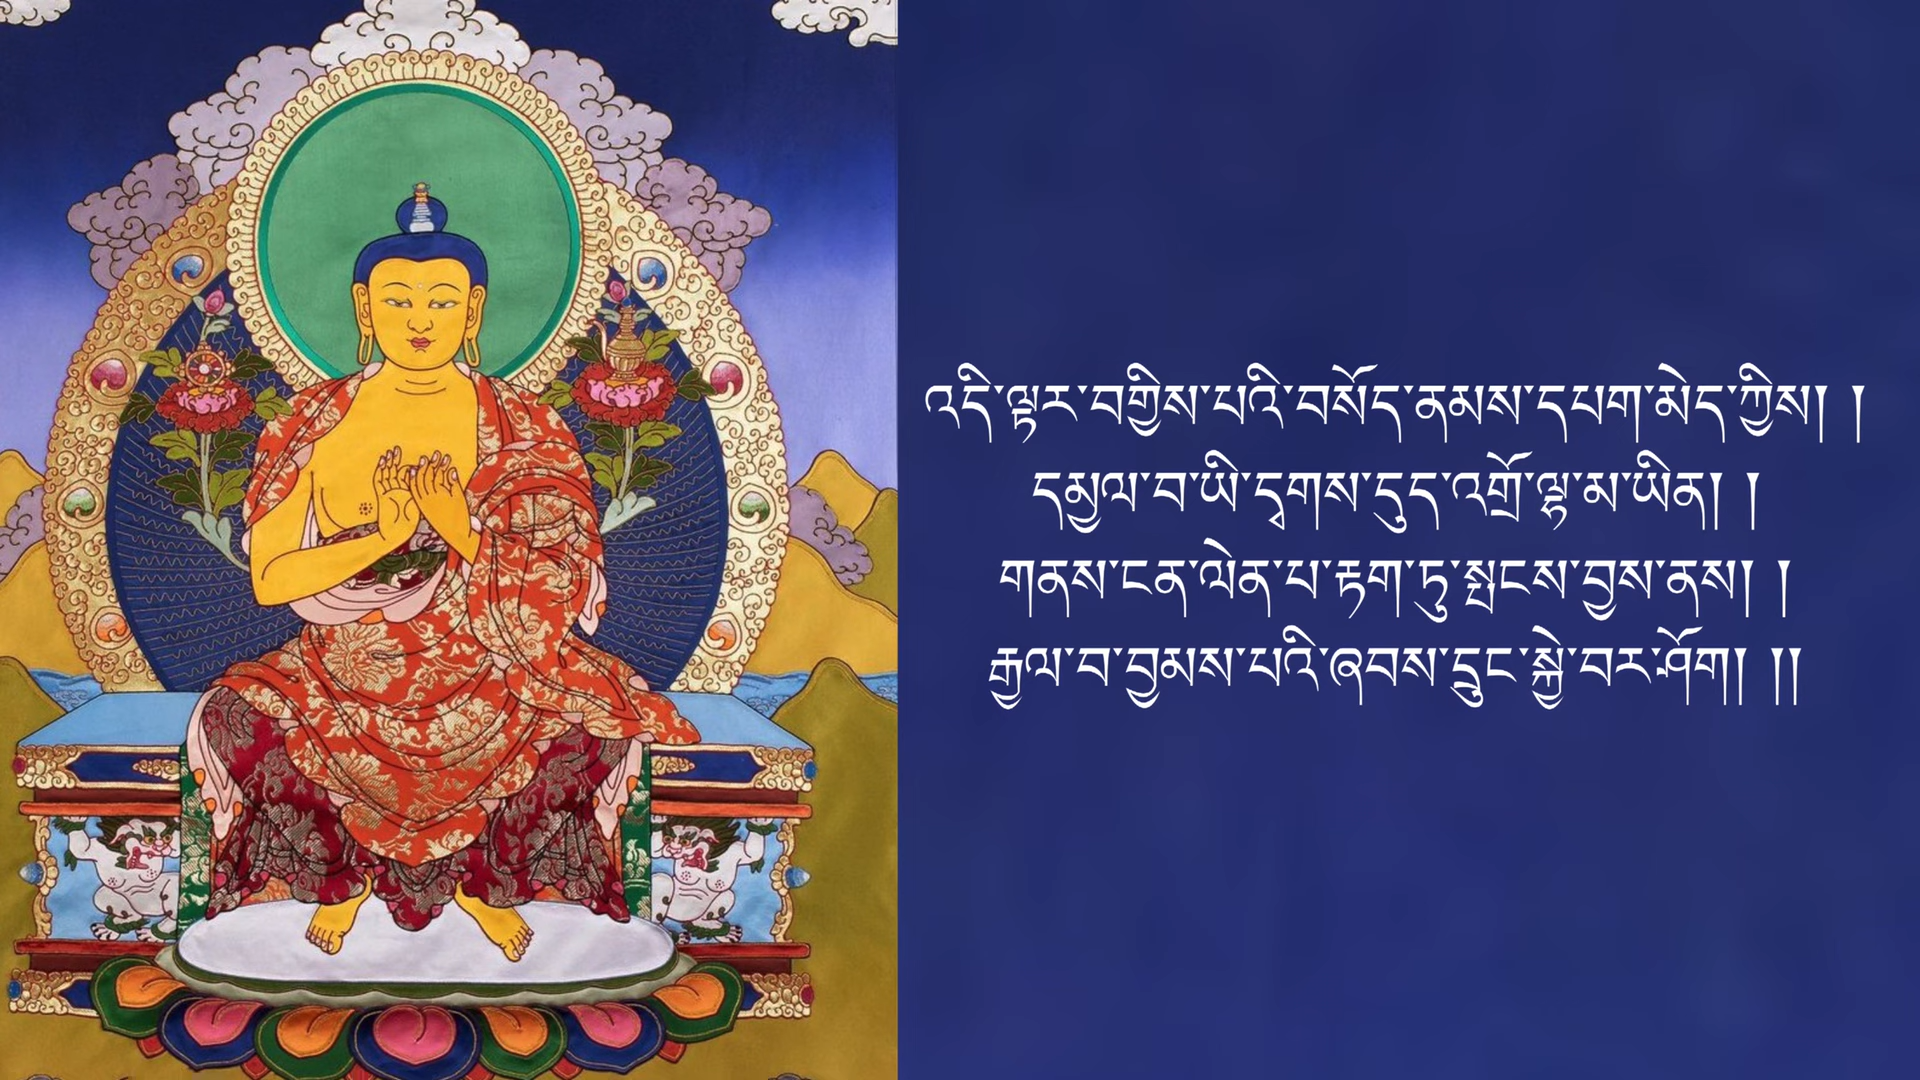 འདི་ལྟར་བགྱིས་པའི་བསོད་ནམས་དཔག་མེད་ཀྱིས། །
དམྱལ་བ་ཡི་དྭགས་དུད་འགྲོ་ལྷ་མ་ཡིན། །
གནས་ངན་ལེན་པ་རྟག་ཏུ་སྤངས་བྱས་ནས། །
རྒྱལ་བ་བྱམས་པའི་ཞབས་དྲུང་སྐྱེ་བར་ཤོག། །།